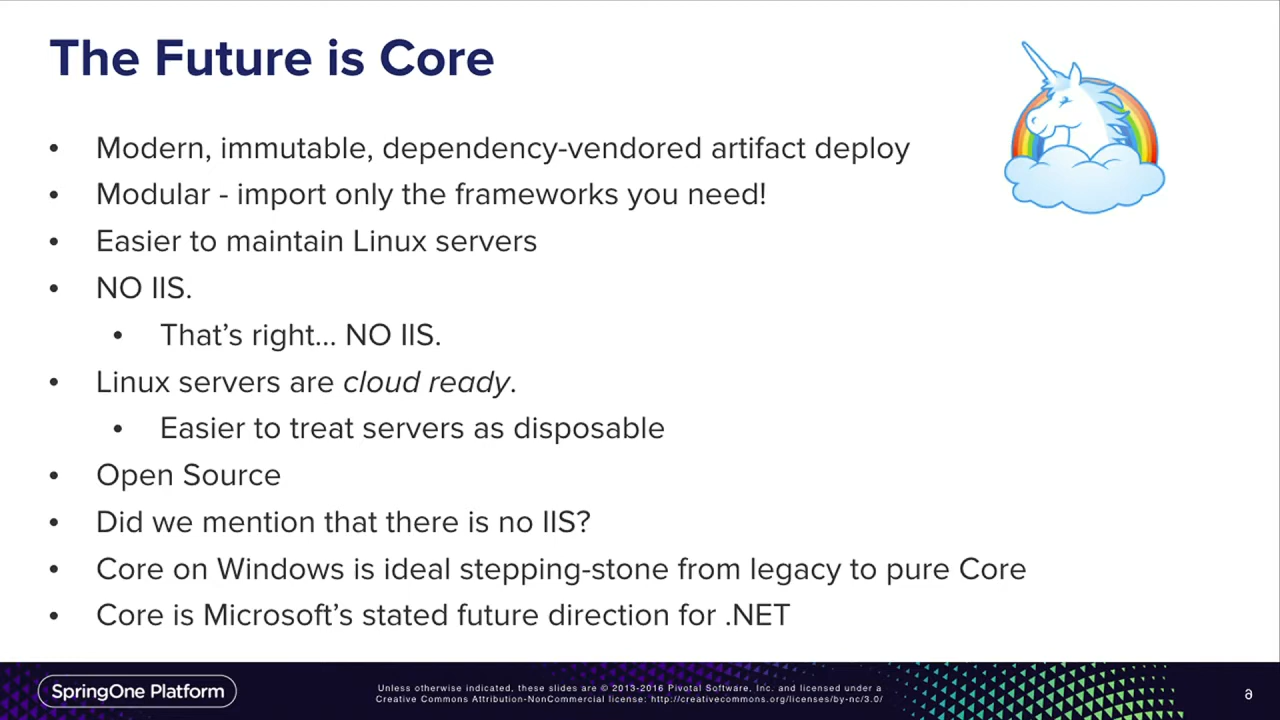 The Future is Core
• Modern, immutable, dependency-vendored artifact deploy
• Modular - import only the frameworks you need!
• Easier to maintain Linux servers
• NO IIS.
• That’s right... NO IIS.
• Linux servers are cloud ready.
• Easier to treat servers as disposable
• Open Source
• Did we mention that there is no IIS?
• Core on Windows is ideal stepping-stone from legacy to pure Core
• Core is Microsoft’s stated future direction for .NET
SpringOne Platform
Unless otherwise indicated, these slides are © 2013-2016 Pivotal Software, Inc. and licensed under a
Creative Commons Attribution-NonCommercial license: http://creativecommons.org/licenses/by-nc/3.0/